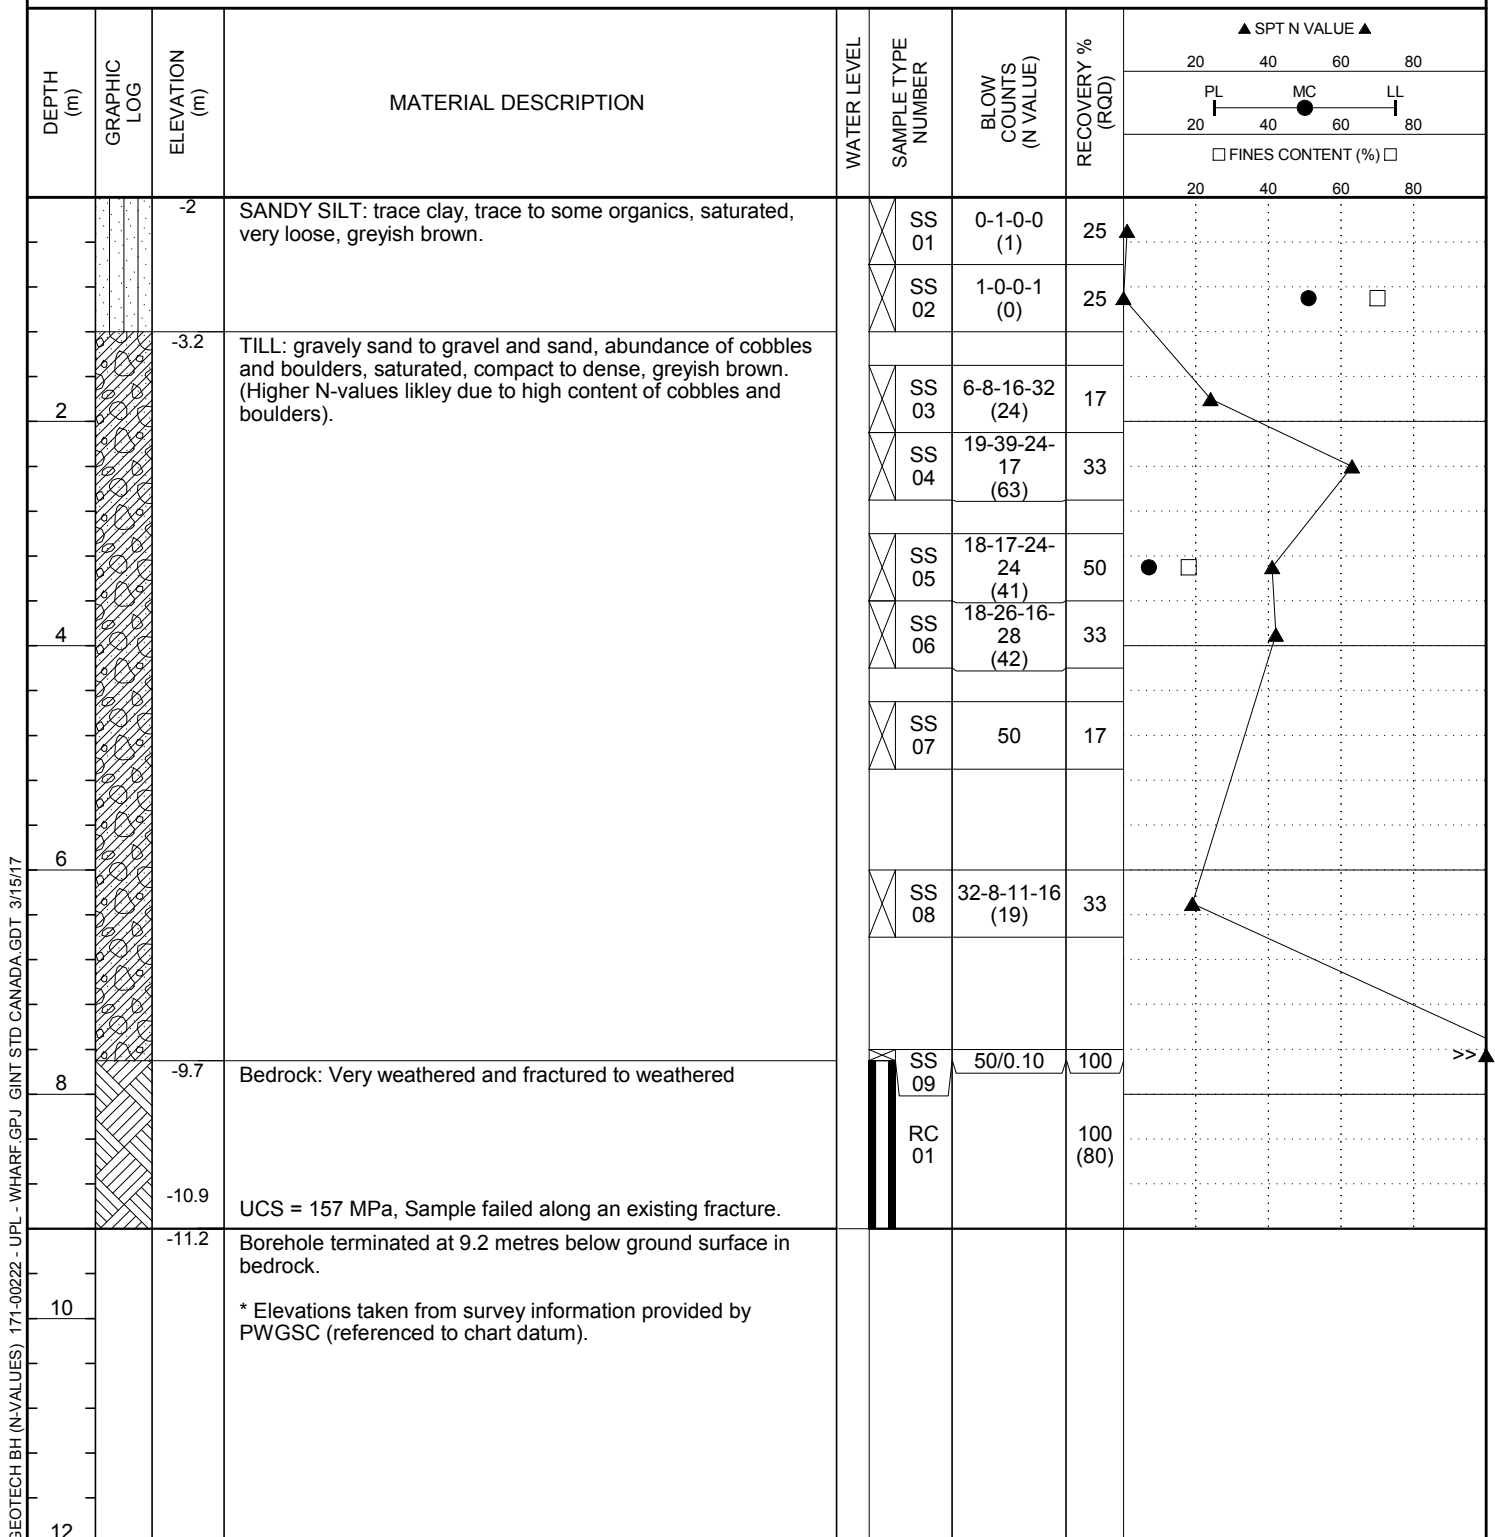 DEPTH
(m)
GRAPHIC
LOG
ELEVATION
(m)
MATERIAL DESCRIPTION
WATER LEVEL
SAMPLE TYPE
NUMBER
BLOW
COUNTS
(N VALUE)
RECOVERY %
(RQD)
▲ SPT N VALUE ▲
20 40 60 80
PL MC LL
20 40 60 80
□ FINES CONTENT (%) □
20 40 60 80
-2
SANDY SILT: trace clay, trace to some organics, saturated,
very loose, greyish brown.
SS
01
0-1-0-0
(1)
25
SS
02
1-0-0-1
(0)
25
-3.2
TILL: gravely sand to gravel and sand, abundance of cobbles
and boulders, saturated, compact to dense, greyish brown.
(Higher N-values likley due to high content of cobbles and
boulders).
2
SS
03
6-8-16-32
(24)
17
SS
04
19-39-24-
17
(63)
33
SS
05
18-17-24-
24
(41)
50
4
SS
06
18-26-16-
28
(42)
33
SS
07
50
17
6
SS
08
32-8-11-16
(19)
33
-9.7
Bedrock: Very weathered and fractured to weathered
8
SS
09
50/0.10
100
>>
RC
01
100
(80)
-10.9
UCS = 157 MPa, Sample failed along an existing fracture.
-11.2
Borehole terminated at 9.2 metres below ground surface in
bedrock.
10
* Elevations taken from survey information provided by
PWGSC (referenced to chart datum).
12
GEOTECH BH (N-VALUES) 171-00222 - UPL - WHARF.GPJ GINT STD CANADA.GDT 3/15/17